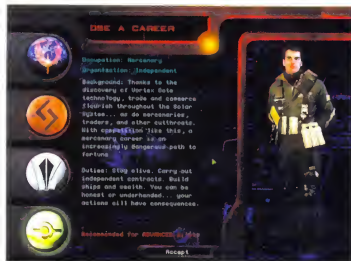 OSE A CAREER
Occupation: Mercenary
Organization: Independent
Background: Thanks to the
discovery of Vortex Gate
technology, trade and commerce
flourish throughout the Solar
System... as do mercenaries,
traders, and other cutthroats.
With competition like this, a
mercenary career is an
increasingly dangerous path to
fortune
Duties: Stay alive. Carry out
independent contracts. Build
ships and wealth. You can be
honest or underhanded... your
actions will have consequences.
Recommended for ADVANCED
Accept